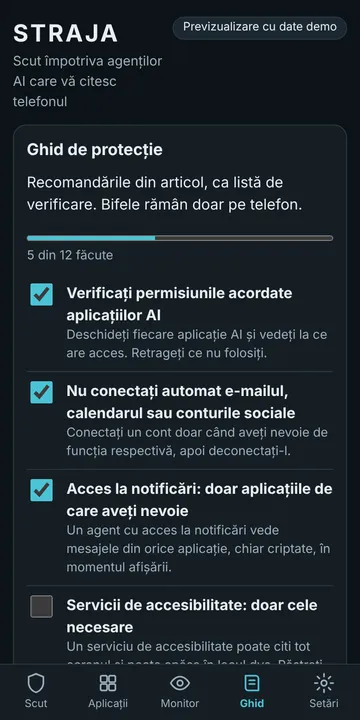 STRAJA
Previzualizare cu date demo
Scut împotriva agenților
AI care vă citesc
telefonul
Ghid de protecție
Recomandările din articol, ca listă de
verificare. Bifele rămân doar pe telefon.
5 din 12 făcute
Verificați permisiunile acordate
aplicațiilor AI
Deschideți fiecare aplicație AI și vedeți la ce
are acces. Retrageți ce nu folosiți.
Nu conectați automat e-mailul,
calendarul sau conturile sociale
Conectați un cont doar când aveți nevoie de
funcția respectivă, apoi deconectați-l.
Acces la notificări: doar aplicațiile de
care aveți nevoie
Un agent cu acces la notificări vede
mesajele din orice aplicație, chiar criptate, în
momentul afișării.
Servicii de accesibilitate: doar cele
necesare
Un serviciu de accesibilitate poate citi tot
Scut
Aplicații
Monitor
Ghid
Setări